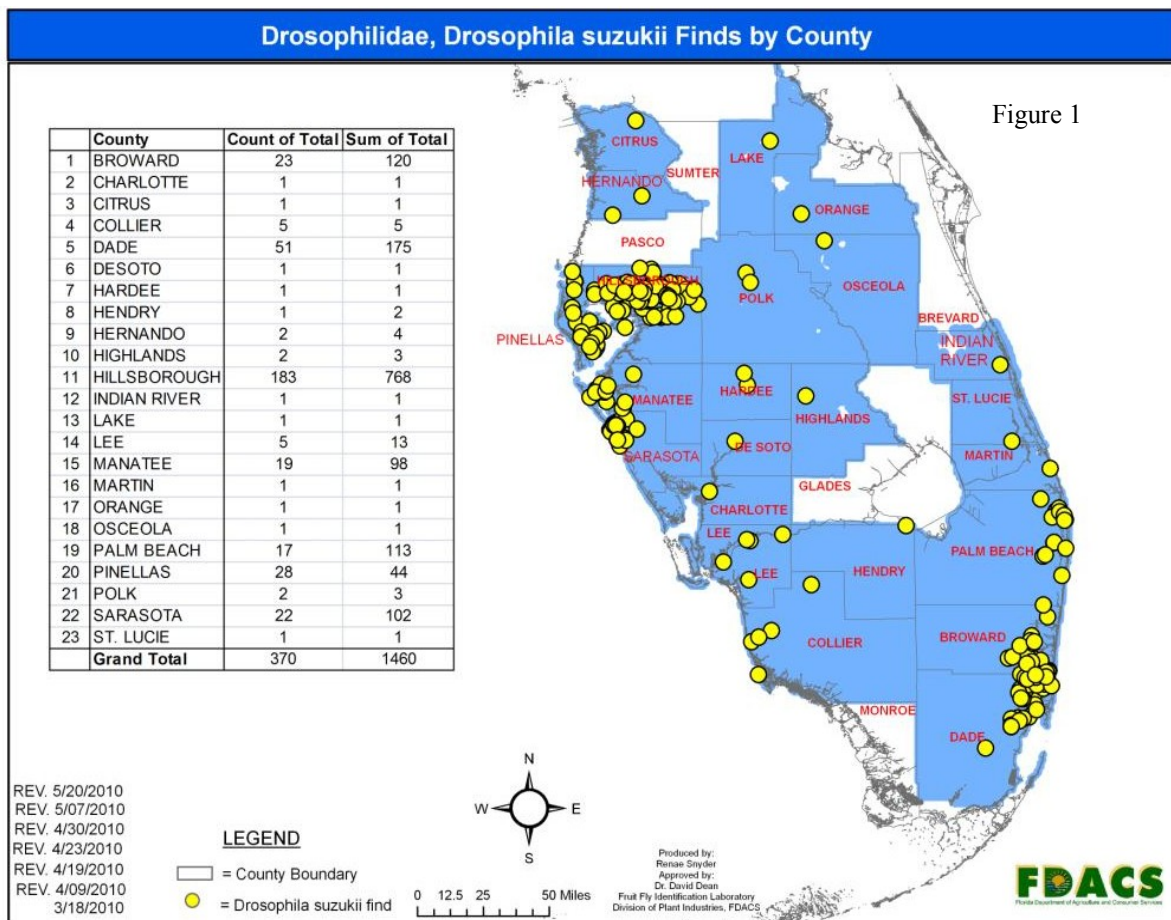 Drosophilidae, Drosophila suzukii Finds by County
Figure 1
County Count of Total Sum of Total
1 BROWARD 23 120
2 CHARLOTTE 1 1
3 CITRUS 1 1
4 COLLIER 5 5
5 DADE 51 175
6 DESOTO 1 1
7 HARDEE 1 1
8 HENDRY 1 2
9 HERNANDO 2 4
10 HIGHLANDS 2 3
11 HILLSBOROUGH 183 768
12 INDIAN RIVER 1 1
13 LAKE 1 1
14 LEE 5 13
15 MANATEE 19 98
16 MARTIN 1 1
17 ORANGE 1 1
18 OSCEOLA 1 1
19 PALM BEACH 17 113
20 PINELLAS 28 44
21 POLK 2 3
22 SARASOTA 22 102
23 ST. LUCIE 1 1
Grand Total 370 1460
CITRUS
LAKE
SUMTER
HERNANDO
ORANGE
PASCO
HILLSBOROUGH
POLK
OSCEOLA
BREVARD
PINELLAS
INDIAN
RIVER
MANATEE
HARDEE
HIGHLANDS
ST. LUCIE
SARASOTA
DE SOTO
MARTIN
GLADES
CHARLOTTE
LEE
PALM BEACH
LEE
HENDRY
COLLIER
BROWARD
MONROE
DADE
N
W E
S
REV. 5/20/2010
REV. 5/07/2010
REV. 4/30/2010
REV. 4/23/2010
REV. 4/19/2010
REV. 4/09/2010
3/18/2010
LEGEND
= County Boundary
= Drosophila suzukii find
0 12.5 25 50 Miles
Produced by:
Renae Snyder
Approved by:
Dr. David Dean
Fruit Fly Identification Laboratory
Division of Plant Industries, FDACS
FDACS
Florida Department of Agriculture and Consumer Services